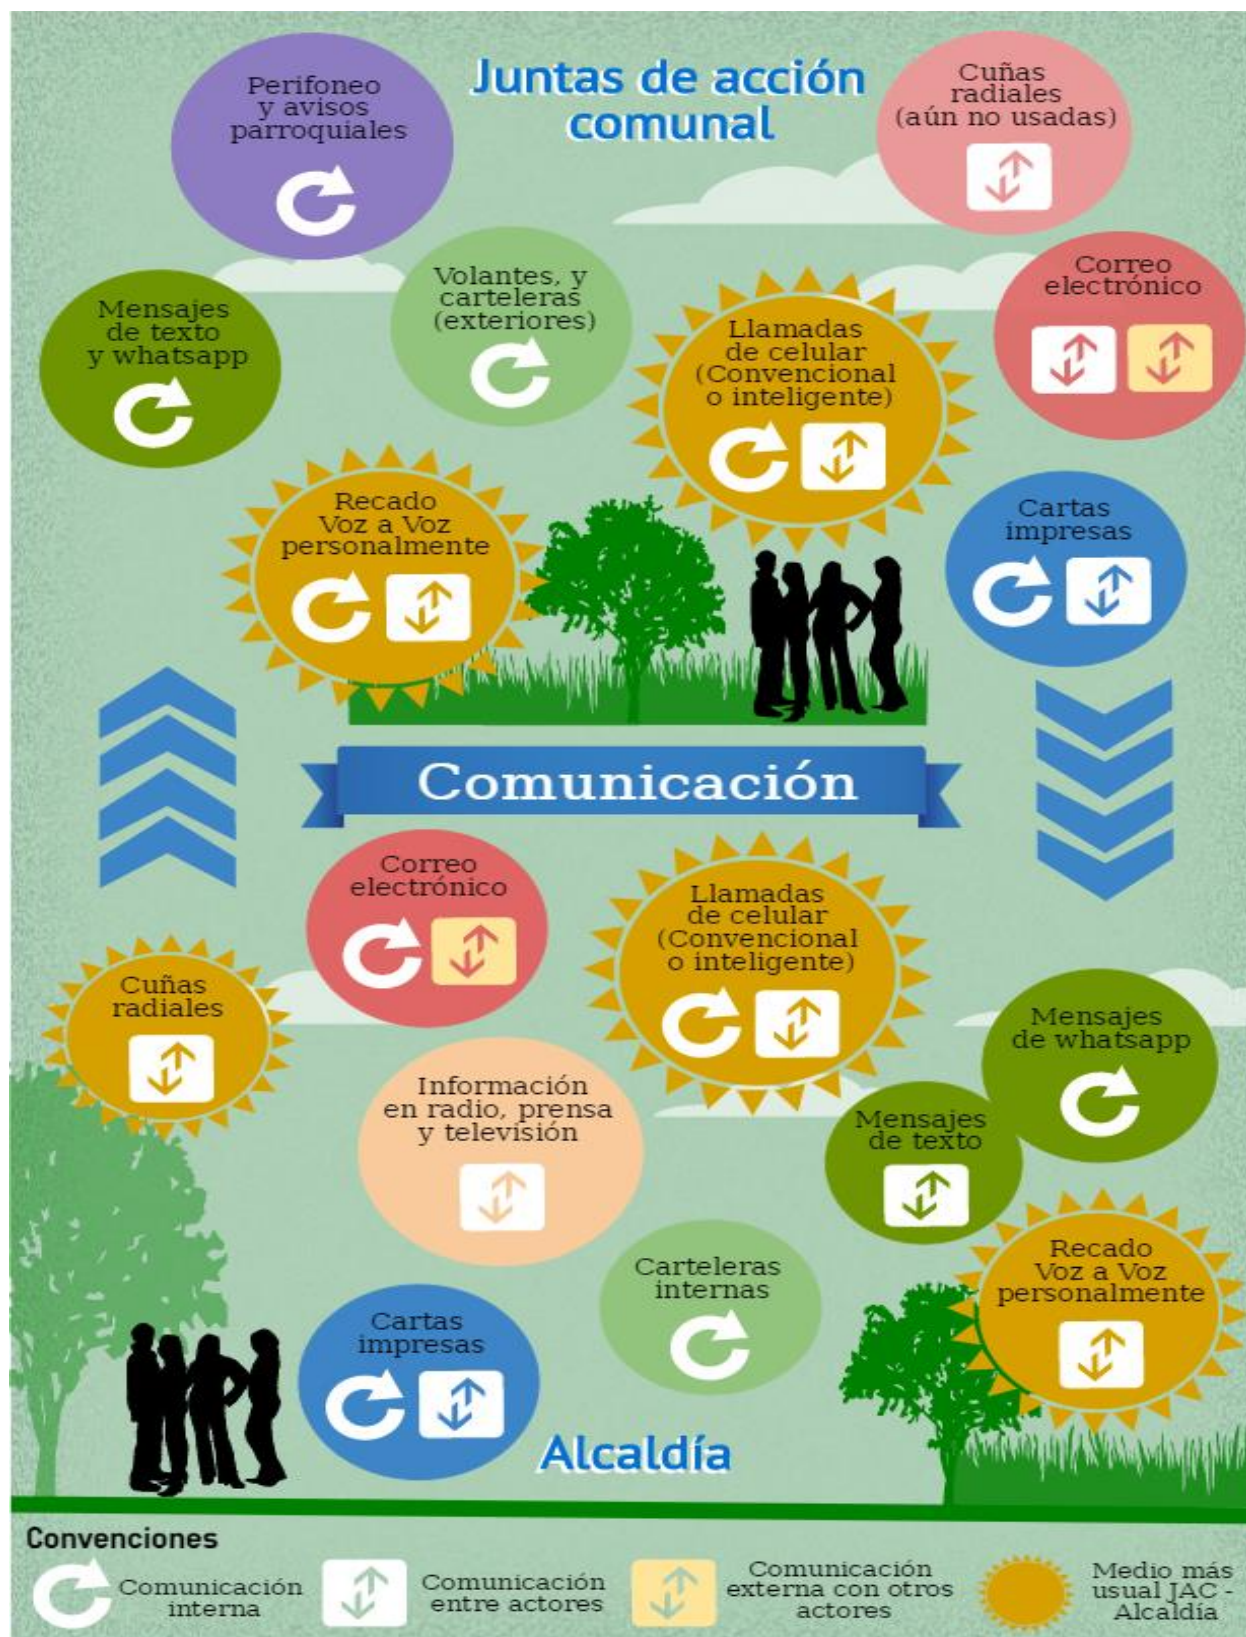 Juntas de acción
comunal
Perifoneo
y avisos
parroquiales
Cuñas
radiales
(aún no usadas)
Mensajes
de texto
y whatsapp
Volantes, y
carteleras
(exteriores)
Llamadas
de celular
(Convencional
o inteligente)
Correo
electrónico
Recado
Voz a Voz
personalmente
Cartas
impresas
Comunicación
Correo
electrónico
Llamadas
de celular
(Convencional
o inteligente)
Cuñas
radiales
Mensajes
de whatsapp
Información
en radio, prensa
y televisión
Mensajes
de texto
Carteleras
internas
Recado
Voz a Voz
personalmente
Cartas
impresas
Alcaldía
Convenciones
Comunicación
interna
Comunicación
entre actores
Comunicación
externa con otros
actores
Medio más
usual JAC -
Alcaldía